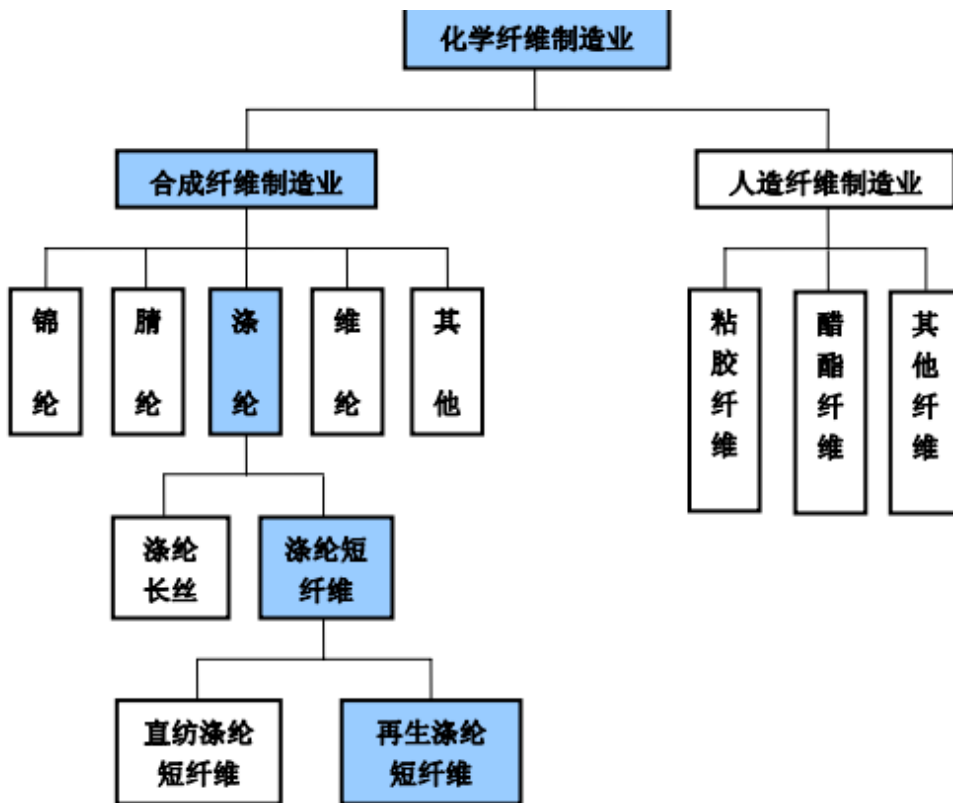 化学纤维制造业
合成纤维制造业
人造纤维制造业
锦纶
腈纶
涤纶
维纶
其他
粘胶纤维
醋酯纤维
其他纤维
涤纶
长丝
涤纶短
纤维
直纺涤纶
短纤维
再生涤纶
短纤维